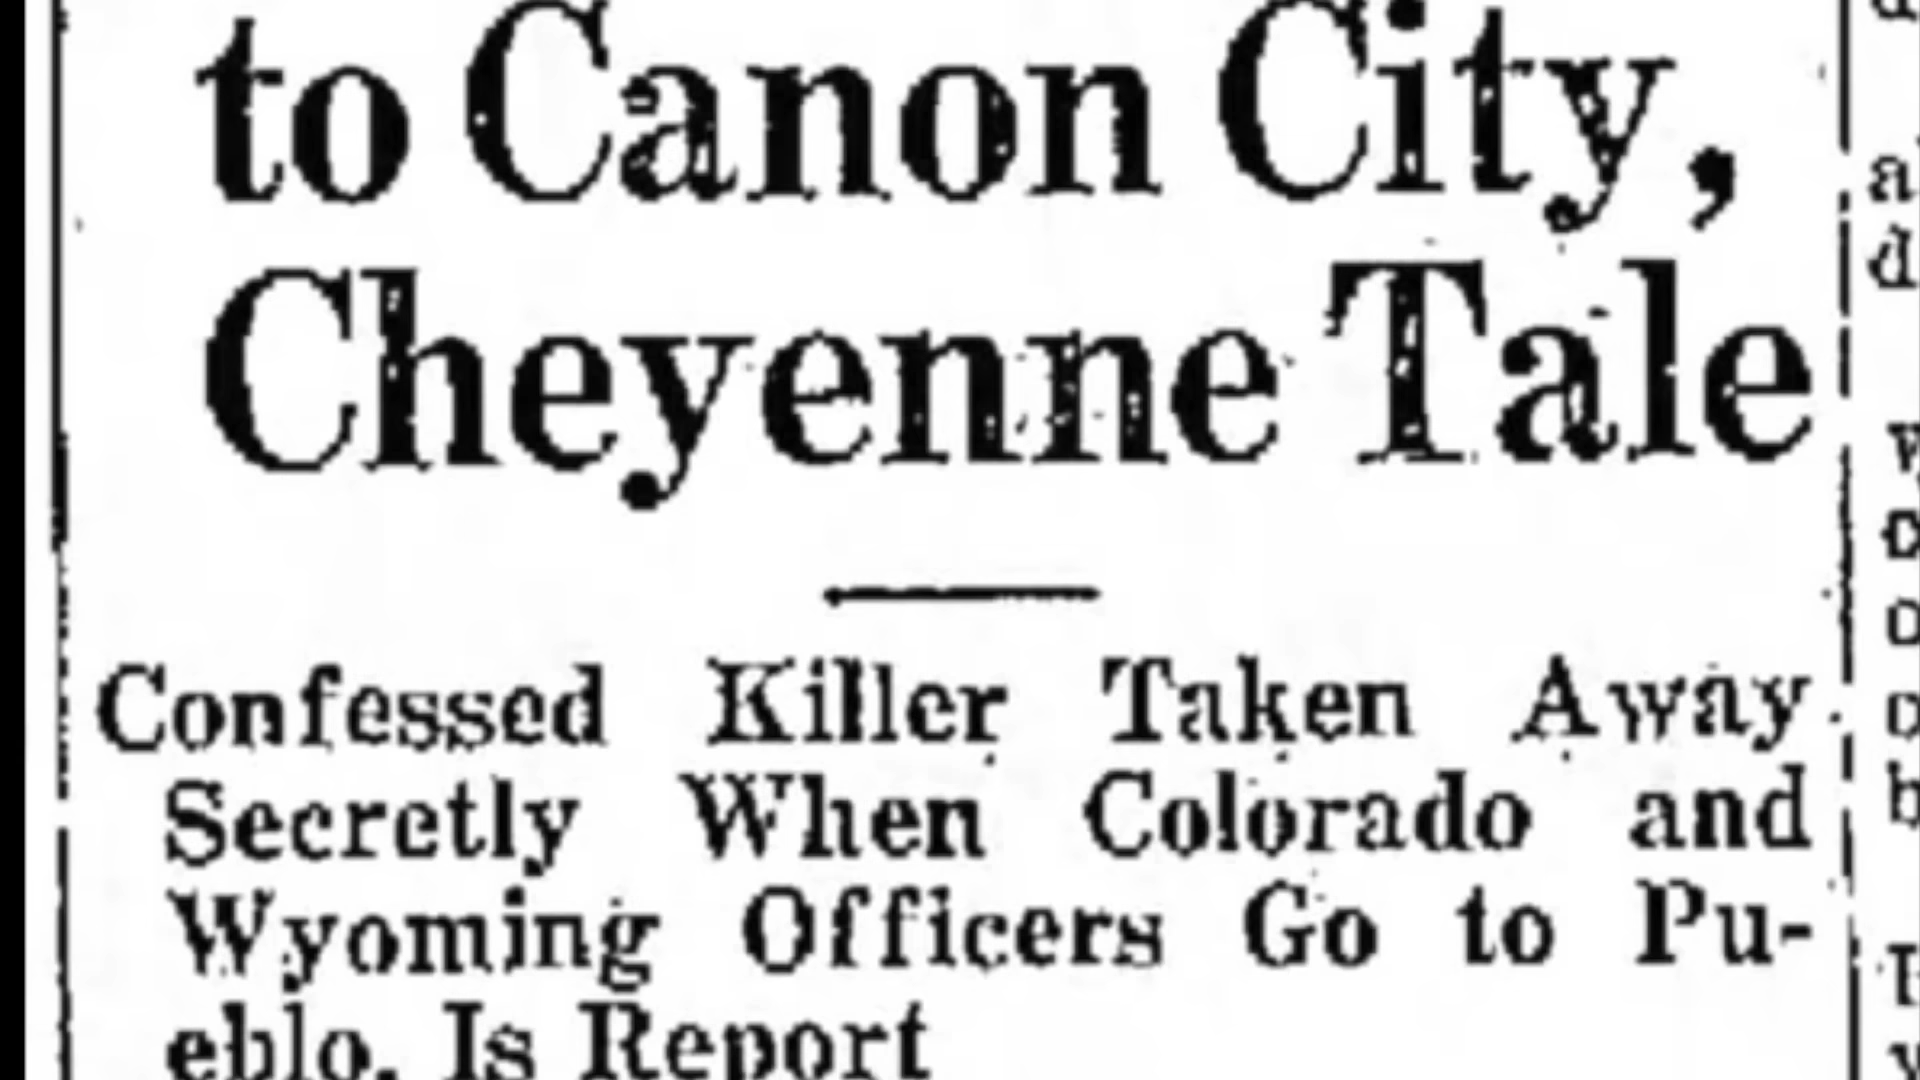 to Canon City,
Cheyenne Tale
Confessed Killer Taken Away
Secretly When Colorado and
Wyoming Officers Go to Pu-
eblo, Is Report